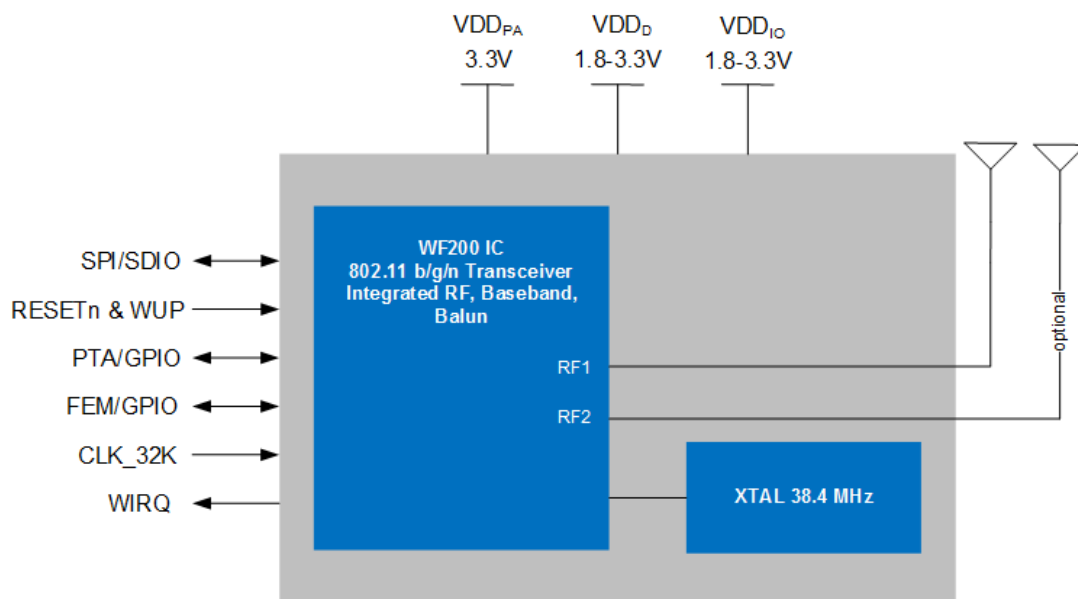 VDDPA
3.3V
VDDD
1.8-3.3V
VDDIO
1.8-3.3V
SPI/SDIO
RESETn & WUP
PTA/GPIO
FEM/GPIO
CLK_32K
WIRQ
WF200 IC
802.11 b/g/n Transceiver
Integrated RF, Baseband,
Balun
RF1
RF2
optional
XTAL 38.4 MHz